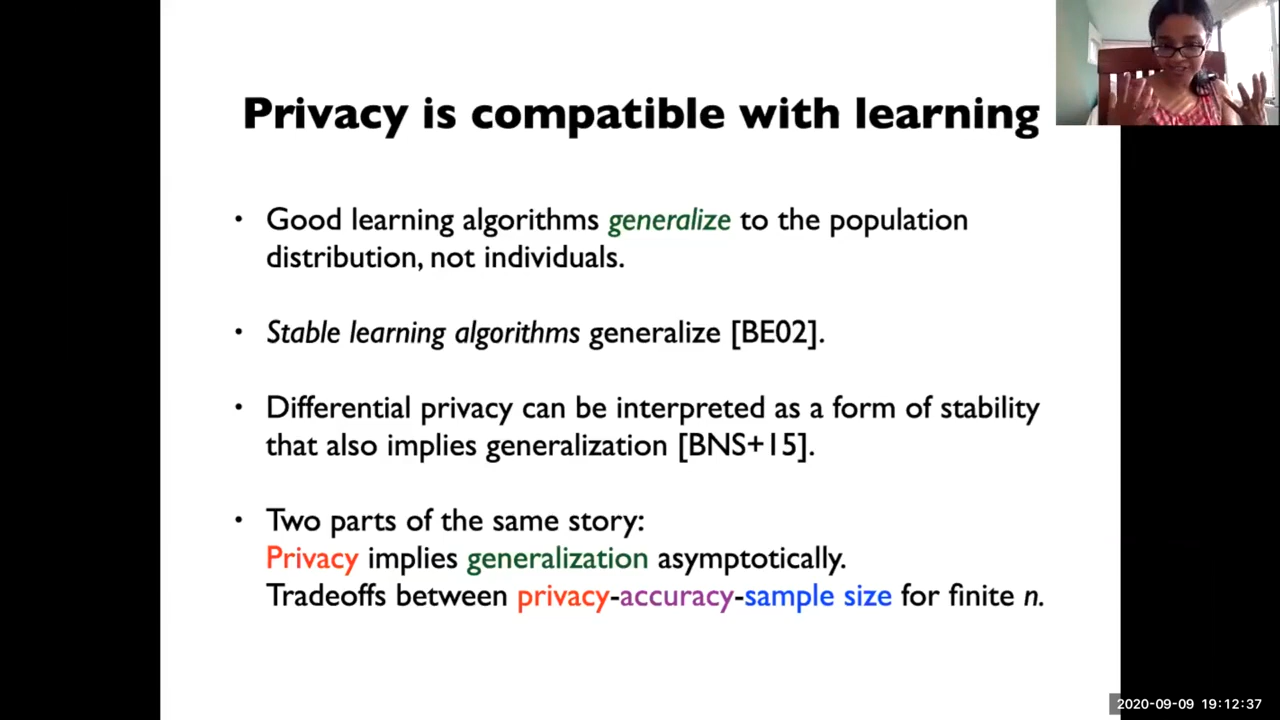 Privacy is compatible with learning
• Good learning algorithms generalize to the population
distribution, not individuals.
• Stable learning algorithms generalize [BE02].
• Differential privacy can be interpreted as a form of stability
that also implies generalization [BNS+15].
• Two parts of the same story:
Privacy implies generalization asymptotically.
Tradeoffs between privacy-accuracy-sample size for finite n.
2020-09-09 19:12:37